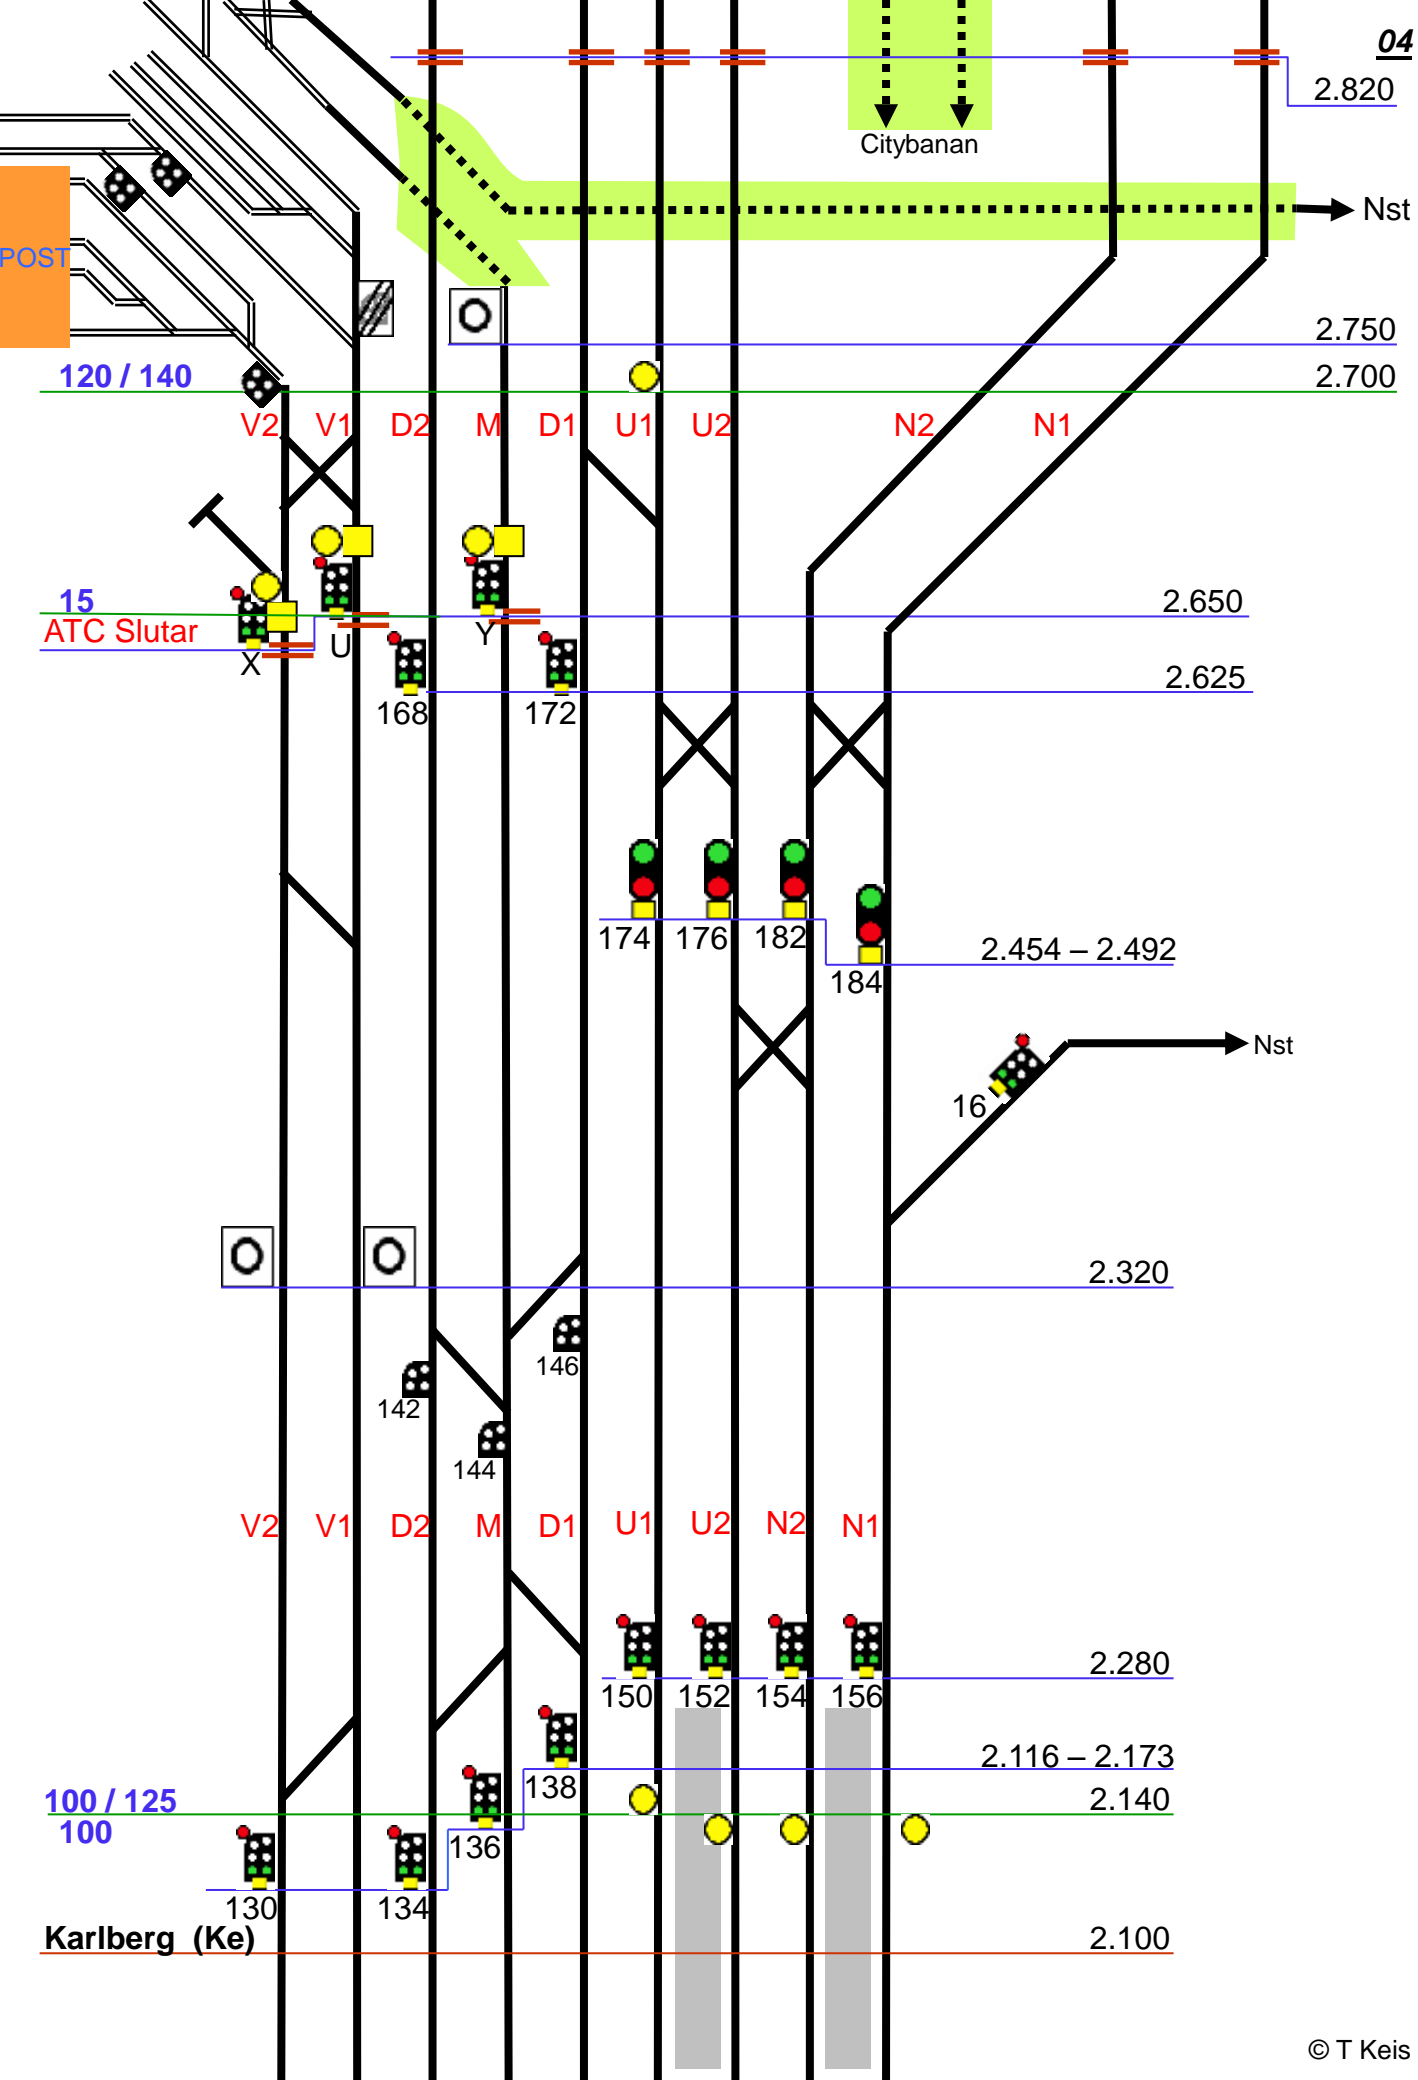 04
2.820
Citybanan
Nst
POST
2.750
120 / 140
2.700
V2 V1 D2 M D1 U1 U2 N2 N1
15
2.650
ATC Slutar
X U Y
2.625
168 172
174 176 182
2.454 – 2.492
184
Nst
16
2.320
146
142
144
V2 V1 D2 M D1 U1 U2 N2 N1
2.280
150 152 154 156
2.116 – 2.173
138
100 / 125
2.140
100
136
130 134
Karlberg (Ke)
2.100
© T Keis